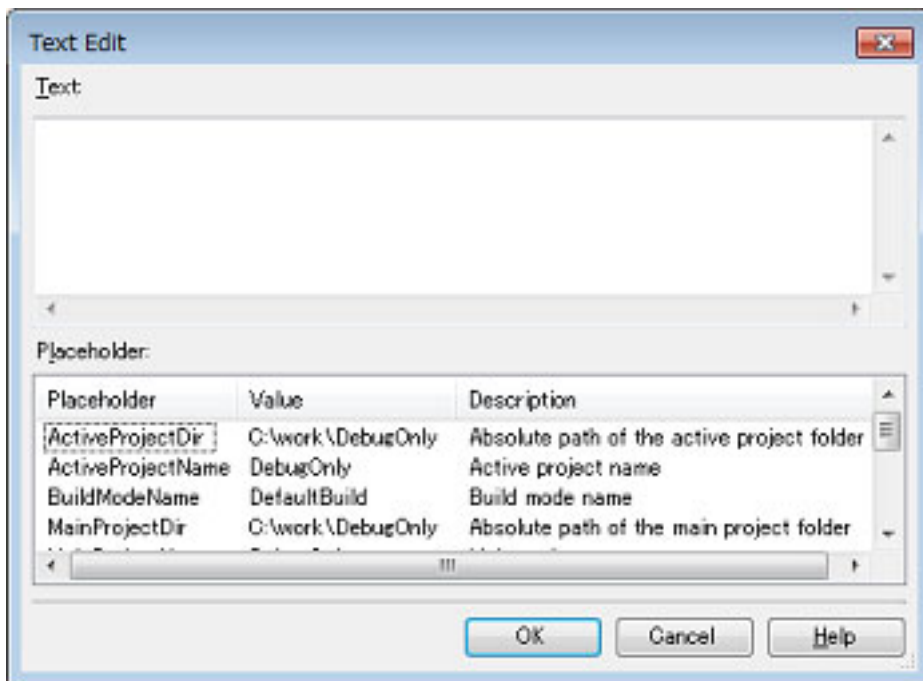 Text Edit
Text:
Placeholder:
Placeholder Value Description
ActiveProjectDir C:\work\DebugOnly Absolute path of the active project folder
ActiveProjectName DebugOnly Active project name
BuildModeName DefaultBuild Build mode name
MainProjectDir C:\work\DebugOnly Absolute path of the main project folder
OK Cancel Help